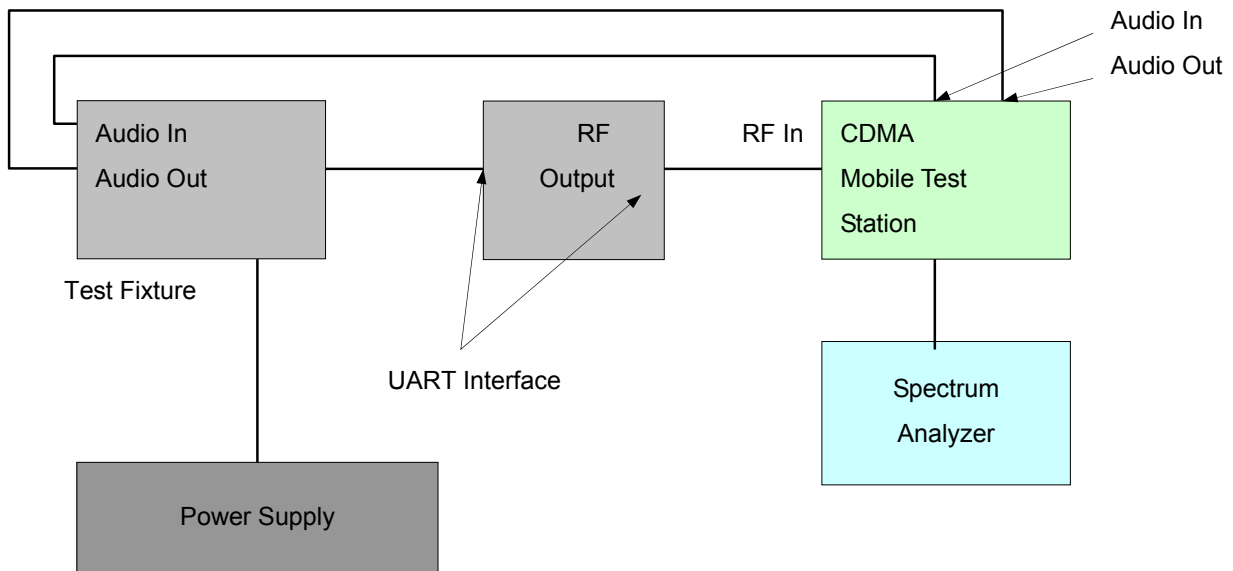 Audio In
Audio Out
Audio In
Audio Out
Test Fixture
RF
Output
RF In
CDMA
Mobile Test
Station
UART Interface
Spectrum
Analyzer
Power Supply